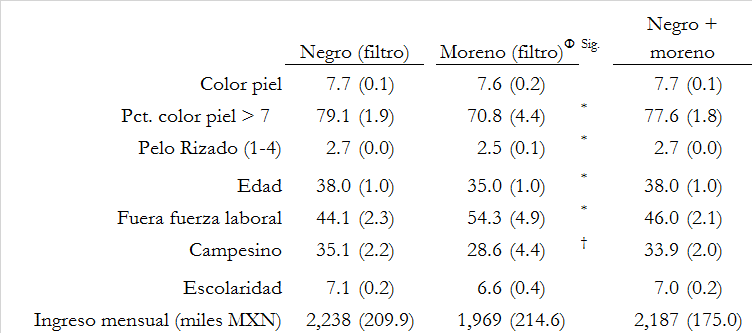 Negro +
Negro (filtro) Moreno (filtro)Φ Sig. moreno
Color piel 7.7 (0.1) 7.6 (0.2) 7.7 (0.1)
Pct. color piel > 7 79.1 (1.9) 70.8 (4.4) * 77.6 (1.8)
Pelo Rizado (1-4) 2.7 (0.0) 2.5 (0.1) * 2.7 (0.0)
Edad 38.0 (1.0) 35.0 (1.0) * 38.0 (1.0)
Fuera fuerza laboral 44.1 (2.3) 54.3 (4.9) * 46.0 (2.1)
Campesino 35.1 (2.2) 28.6 (4.4) † 33.9 (2.0)
Escolaridad 7.1 (0.2) 6.6 (0.4) 7.0 (0.2)
Ingreso mensual (miles MXN) 2,238 (209.9) 1,969 (214.6) 2,187 (175.0)